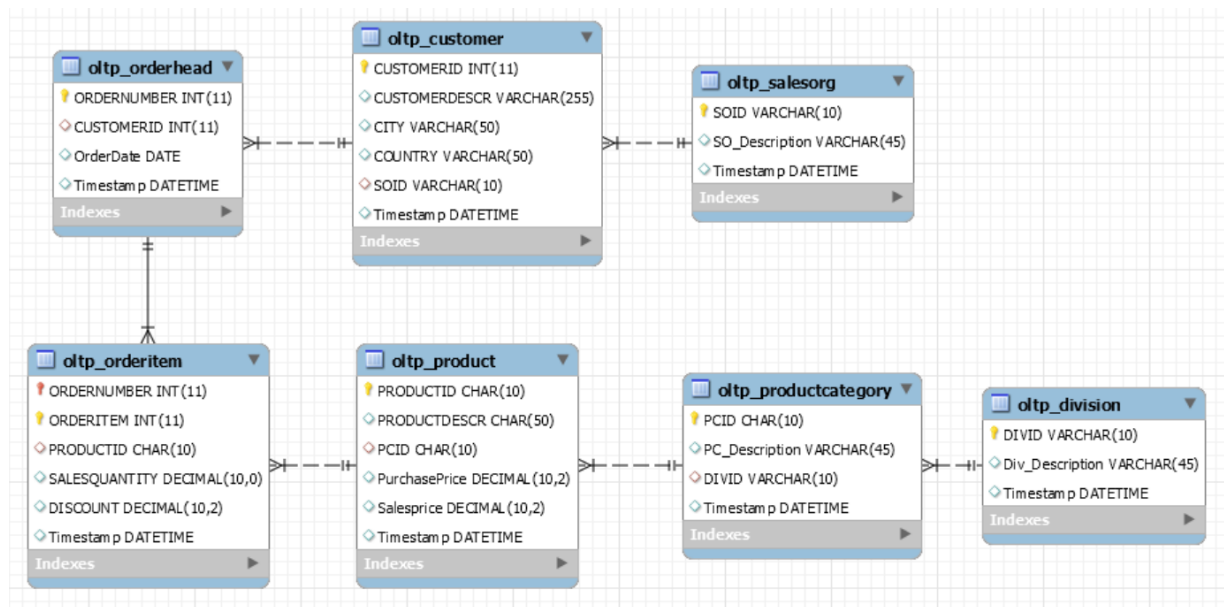 oltp_orderhead
ORDERNUMBER INT(11)
CUSTOMERID INT(11)
OrderDate DATE
Timestamp DATETIME
Indexes
oltp_customer
CUSTOMERID INT(11)
CUSTOMERDESCR VARCHAR(255)
CITY VARCHAR(50)
COUNTRY VARCHAR(50)
SOID VARCHAR(10)
Timestamp DATETIME
Indexes
oltp_salesorg
SOID VARCHAR(10)
SO_Description VARCHAR(45)
Timestamp DATETIME
Indexes
oltp_orderitem
ORDERNUMBER INT(11)
ORDERITEM INT(11)
PRODUCTID CHAR(10)
SALESQUANTITY DECIMAL(10,0)
DISCOUNT DECIMAL(10,2)
Timestamp DATETIME
Indexes
oltp_product
PRODUCTID CHAR(10)
PRODUCTDESCR CHAR(50)
PCID CHAR(10)
PurchasePrice DECIMAL(10,2)
Salesprice DECIMAL(10,2)
Timestamp DATETIME
Indexes
oltp_productcategory
PCID CHAR(10)
PC_Description VARCHAR(45)
DIVID VARCHAR(10)
Timestamp DATETIME
Indexes
oltp_division
DIVID VARCHAR(10)
Div_Description VARCHAR(45)
Timestamp DATETIME
Indexes